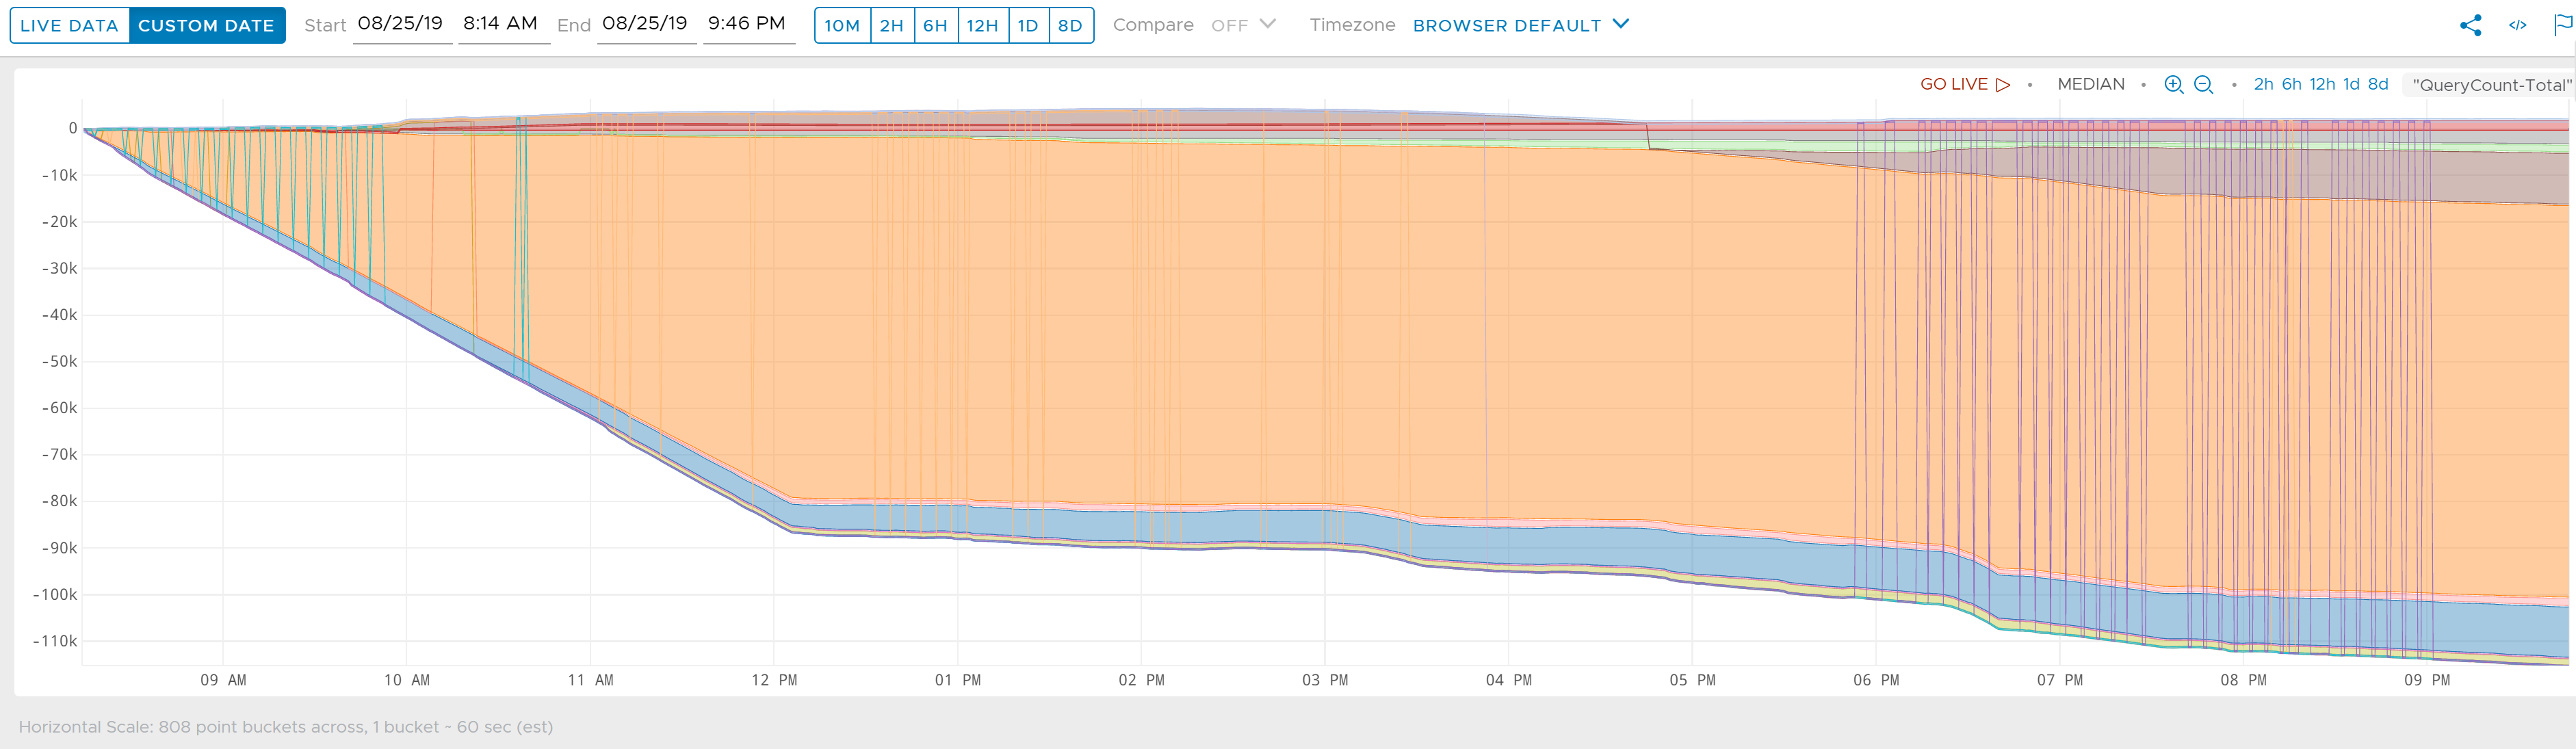 LIVE DATA CUSTOM DATE Start 08/25/19 8:14 AM End 08/25/19 9:46 PM 10M 2H 6H 12H 1D 8D Compare OFF Timezone BROWSER DEFAULT </>
GO LIVE • MEDIAN • • 2h 6h 12h 1d 8d "QueryCount-Total"
0
-10k
-20k
-30k
-40k
-50k
-60k
-70k
-80k
-90k
-100k
-110k
09 AM 10 AM 11 AM 12 PM 01 PM 02 PM 03 PM 04 PM 05 PM 06 PM 07 PM 08 PM 09 PM
Horizontal Scale: 808 point buckets across, 1 bucket ~ 60 sec (est)